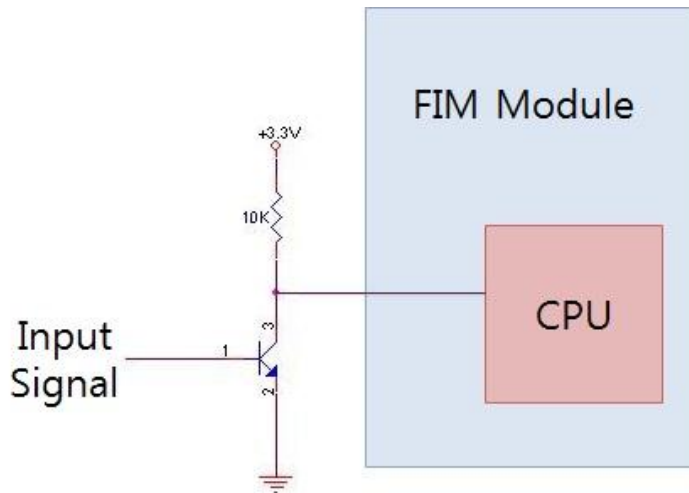 FIM Module
+3.3V
10K
CPU
3
Input
Signal
1
2